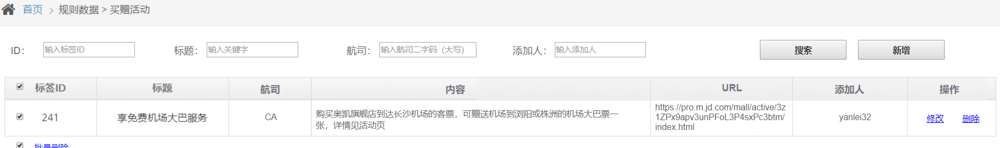 首页 > 规则数据 > 买赠活动
ID： 输入标签ID 标题： 输入关键字 航司： 输入航司二字码（大写） 添加人： 输入添加人 搜索 新增
标签ID 标题 航司 内容 URL 添加人 操作
241 享免费机场大巴服务 CA
购买奥凯旗舰店到达长沙机场的客票，可赠送机场到浏阳或株洲的机场大巴票一
张，详情见活动页
https://pro.m.jd.com/mall/active/3z
1ZPx9apv3unPFoL3P4sxPc3btm/
index.html
yanlei32 修改 删除
批量删除